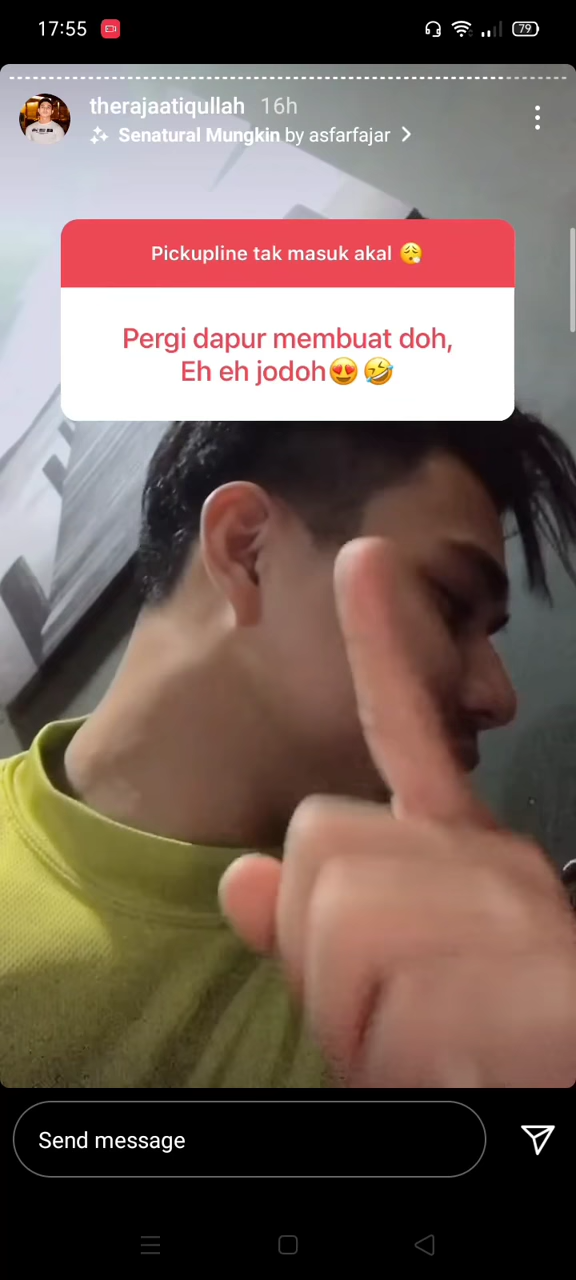 17:55
79
therajaatiqullah 16h
Senatural Mungkin by asfarfajar
Pickupline tak masuk akal 😮‍💨
Pergi dapur membuat doh,
Eh eh jodoh😍🤣
Send message